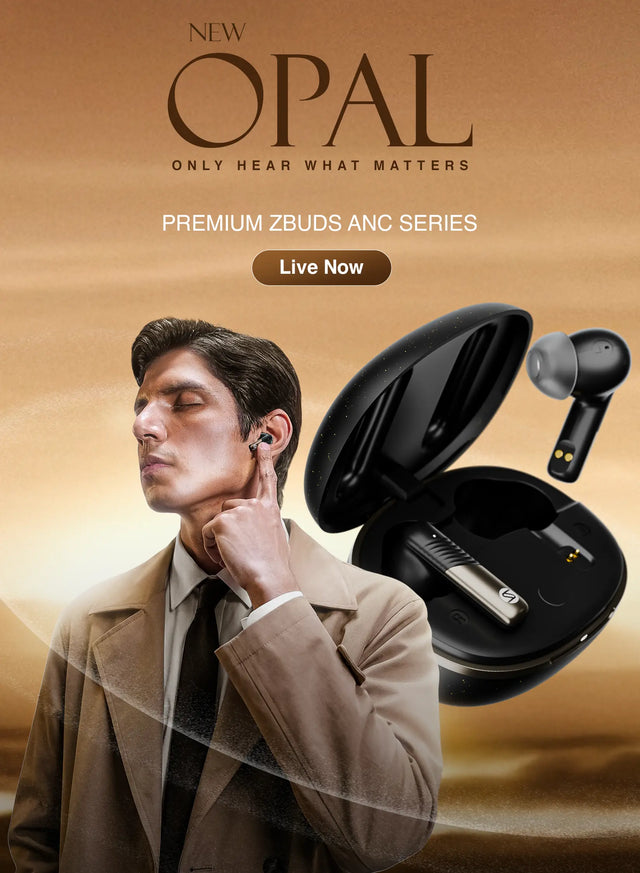 NEW
OPAL
ONLY HEAR WHAT MATTERS
PREMIUM ZBUDS ANC SERIES
Live Now